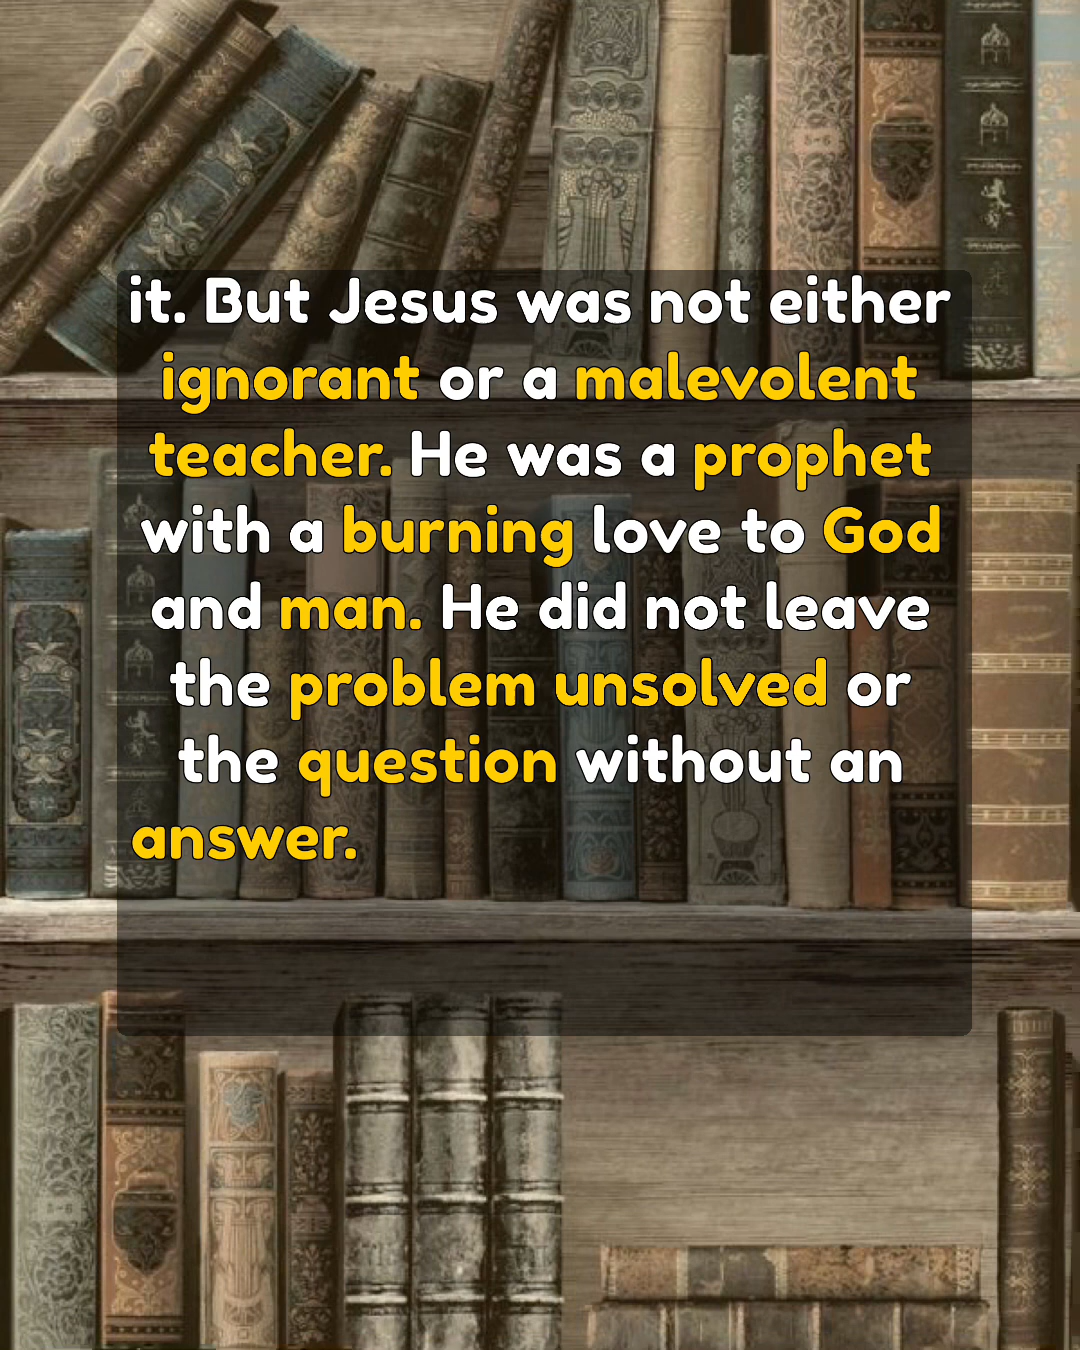 it. But Jesus was not either
ignorant or a malevolent
teacher. He was a prophet
with a burning love to God
and man. He did not leave
the problem unsolved or
the question without an
answer.